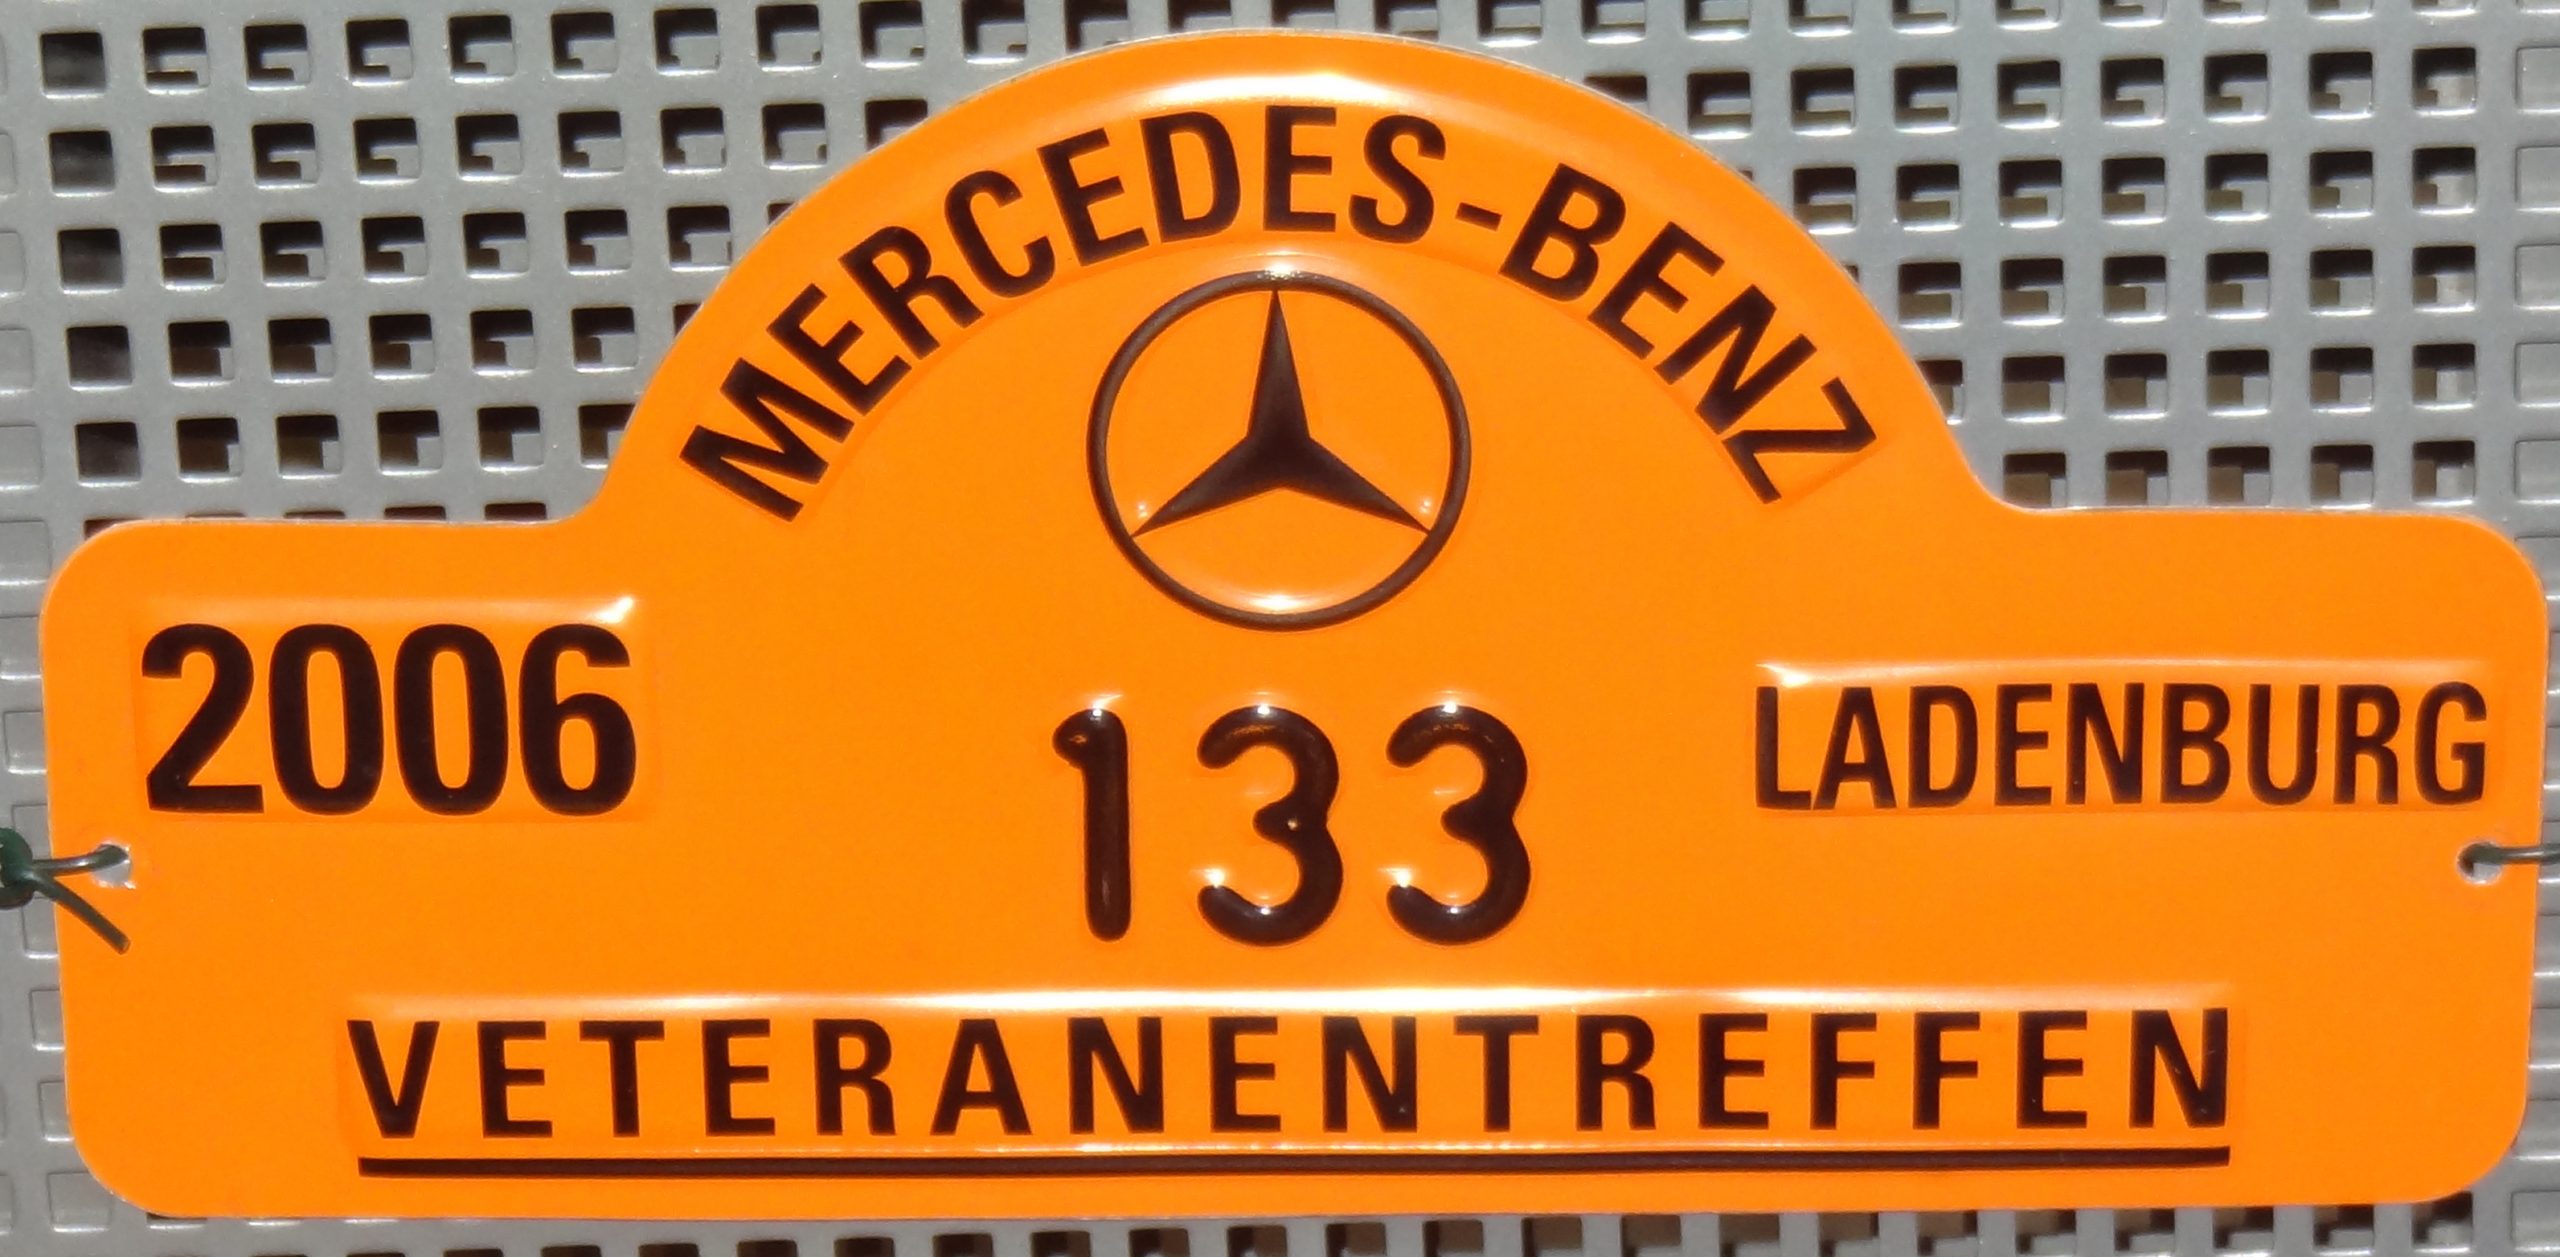 MERCEDES-BENZ
2006
133
LADENBURG
VETERANENTREFFEN